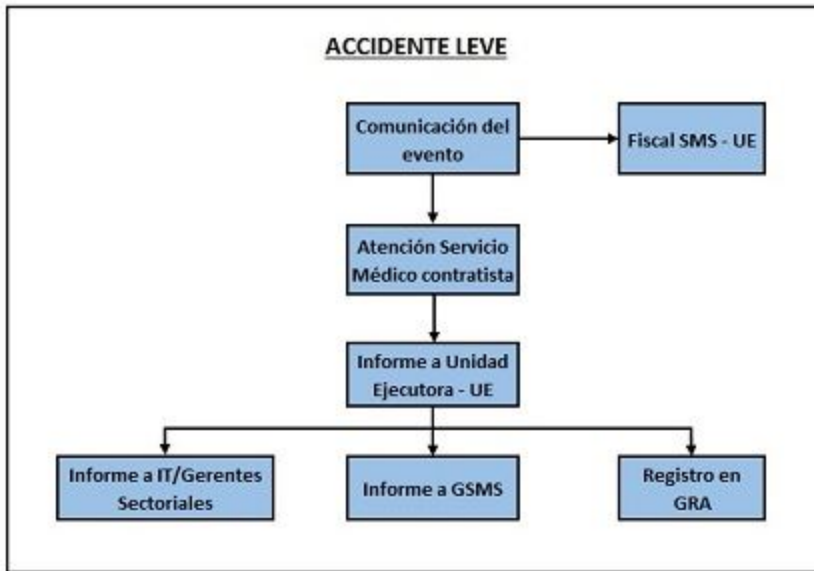 ACCIDENTE LEVE
Comunicación del
evento
Fiscal SMS - UE
Atención Servicio
Médico contratista
Informe a Unidad
Ejecutora - UE
Informe a IT/Gerentes
Sectoriales
Informe a GSMS
Registro en
GRA